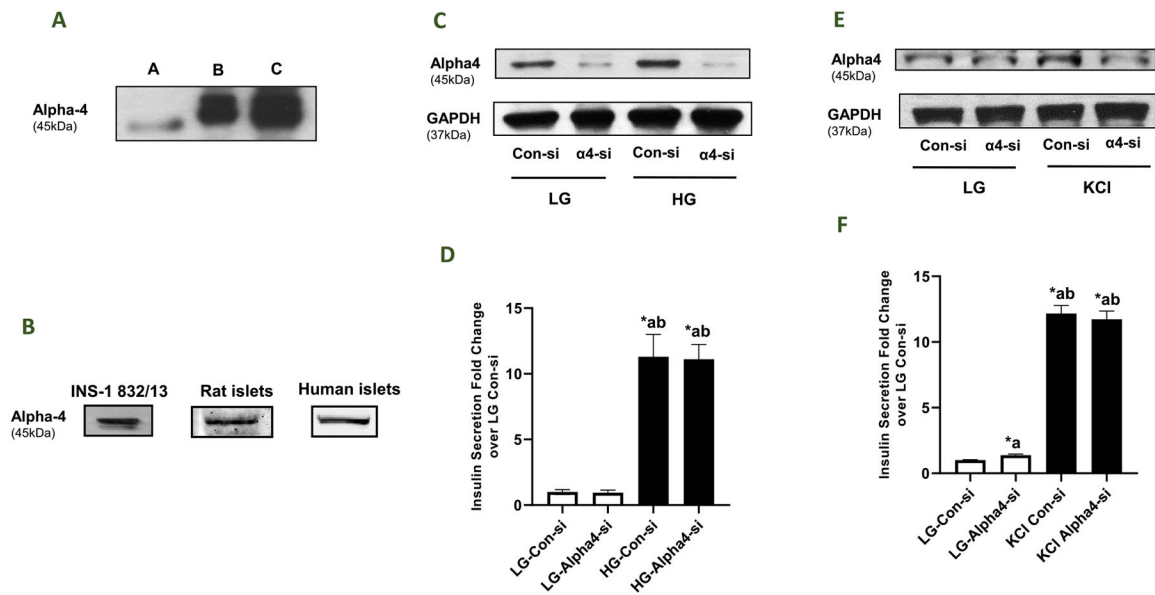 A
A B C
Alpha-4
(45kDa)
B
INS-1 832/13 Rat islets Human islets
Alpha-4
(45kDa)
C
Alpha4
(45kDa)
GAPDH
(37kDa)
Con-si α4-si Con-si α4-si
LG HG
D
Insulin Secretion Fold Change
over LG Con-si
15
10
5
0
*ab
*ab
LG-Con-si
LG-Alpha4-si
HG-Con-si
HG-Alpha4-si
E
Alpha4
(45kDa)
GAPDH
(37kDa)
Con-si α4-si Con-si α4-si
LG KCl
F
Insulin Secretion Fold Change
over LG Con-si
15
10
5
0
*a
*ab
*ab
LG-Con-si
LG-Alpha4-si
KCl Con-si
KCl Alpha4-si